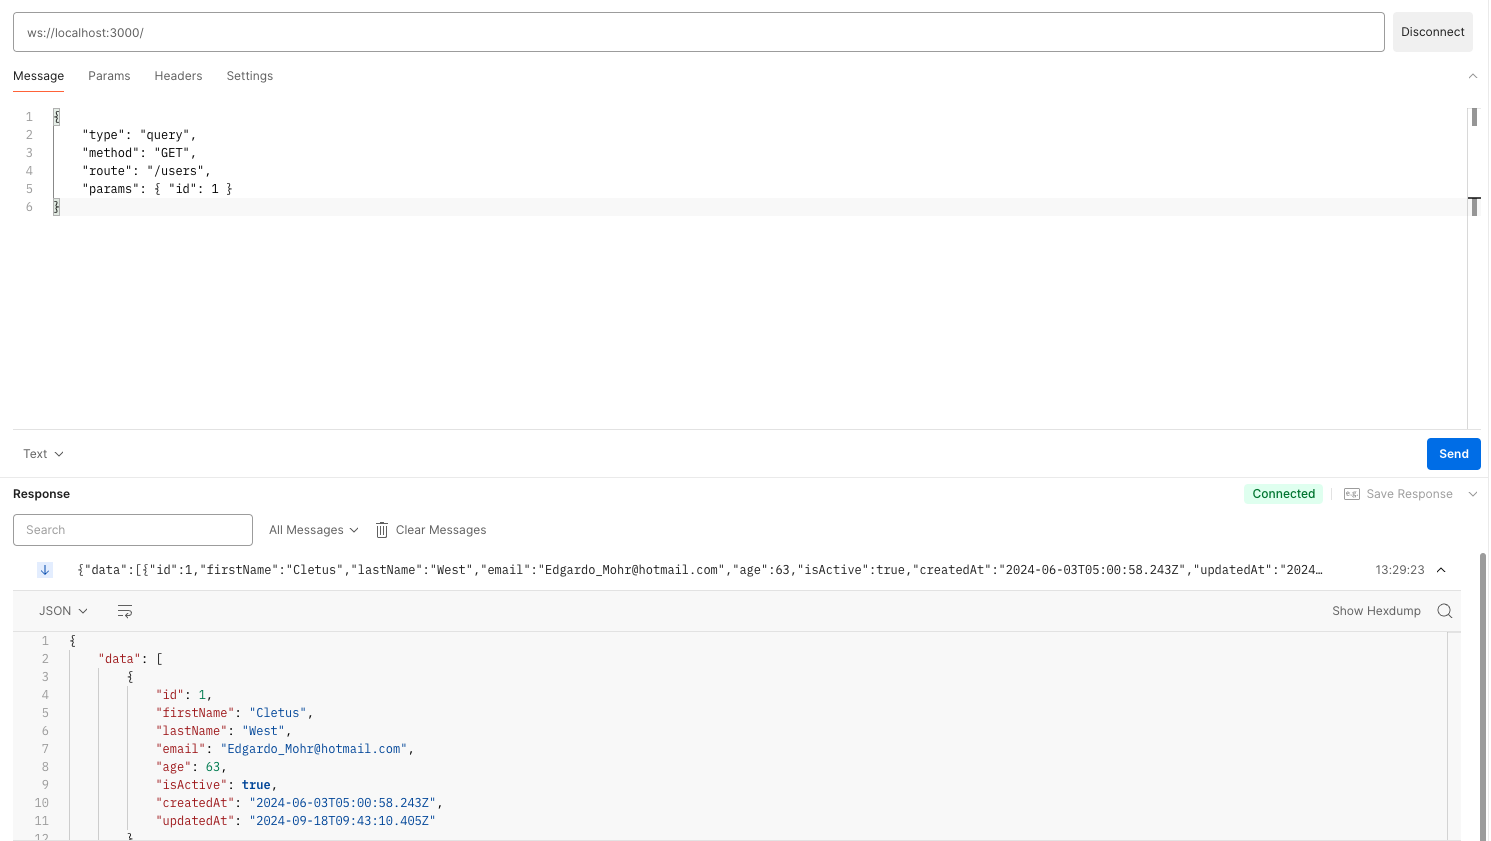 ws://localhost:3000/
Disconnect
Message Params Headers Settings
1 {
2 "type": "query",
3 "method": "GET",
4 "route": "/users",
5 "params": { "id": 1 }
6 }
Text
Send
Response
Connected
e.g. Save Response
Search
All Messages
Clear Messages
{"data":[{"id":1,"firstName":"Cletus","lastName":"West","email":"Edgardo_Mohr@hotmail.com","age":63,"isActive":true,"createdAt":"2024-06-03T05:00:58.243Z","updatedAt":"2024…
13:29:23
JSON
Show Hexdump
1 {
2 "data": [
3 {
4 "id": 1,
5 "firstName": "Cletus",
6 "lastName": "West",
7 "email": "Edgardo_Mohr@hotmail.com",
8 "age": 63,
9 "isActive": true,
10 "createdAt": "2024-06-03T05:00:58.243Z",
11 "updatedAt": "2024-09-18T09:43:10.405Z"
12 }